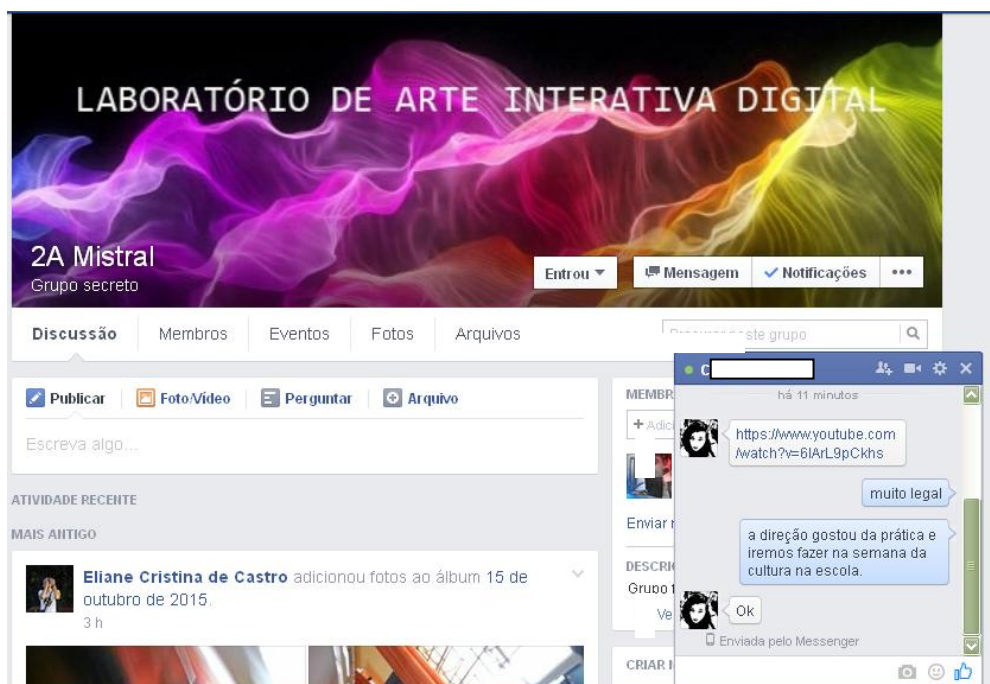 LABORATÓRIO DE ARTE INTERATIVA DIGITAL
2A Mistral
Grupo secreto
Entrou
Mensagem
Notificações
Discussão
Membros
Eventos
Fotos
Arquivos
ste grupo
Publicar
Foto/Vídeo
Perguntar
Arquivo
Escreva algo...
ATIVIDADE RECENTE
MAIS ANTIGO
Eliane Cristina de Castro adicionou fotos ao álbum 15 de
outubro de 2015.
3 h
MEMBR
+ Adic
Enviar
DESCRI
Grupo
Ve
CRIAR
C
há 11 minutos
https://www.youtube.com
/watch?v=6IArL9pCkhs
muito legal
a direção gostou da prática e
iremos fazer na semana da
cultura na escola.
Ok
Enviada pelo Messenger